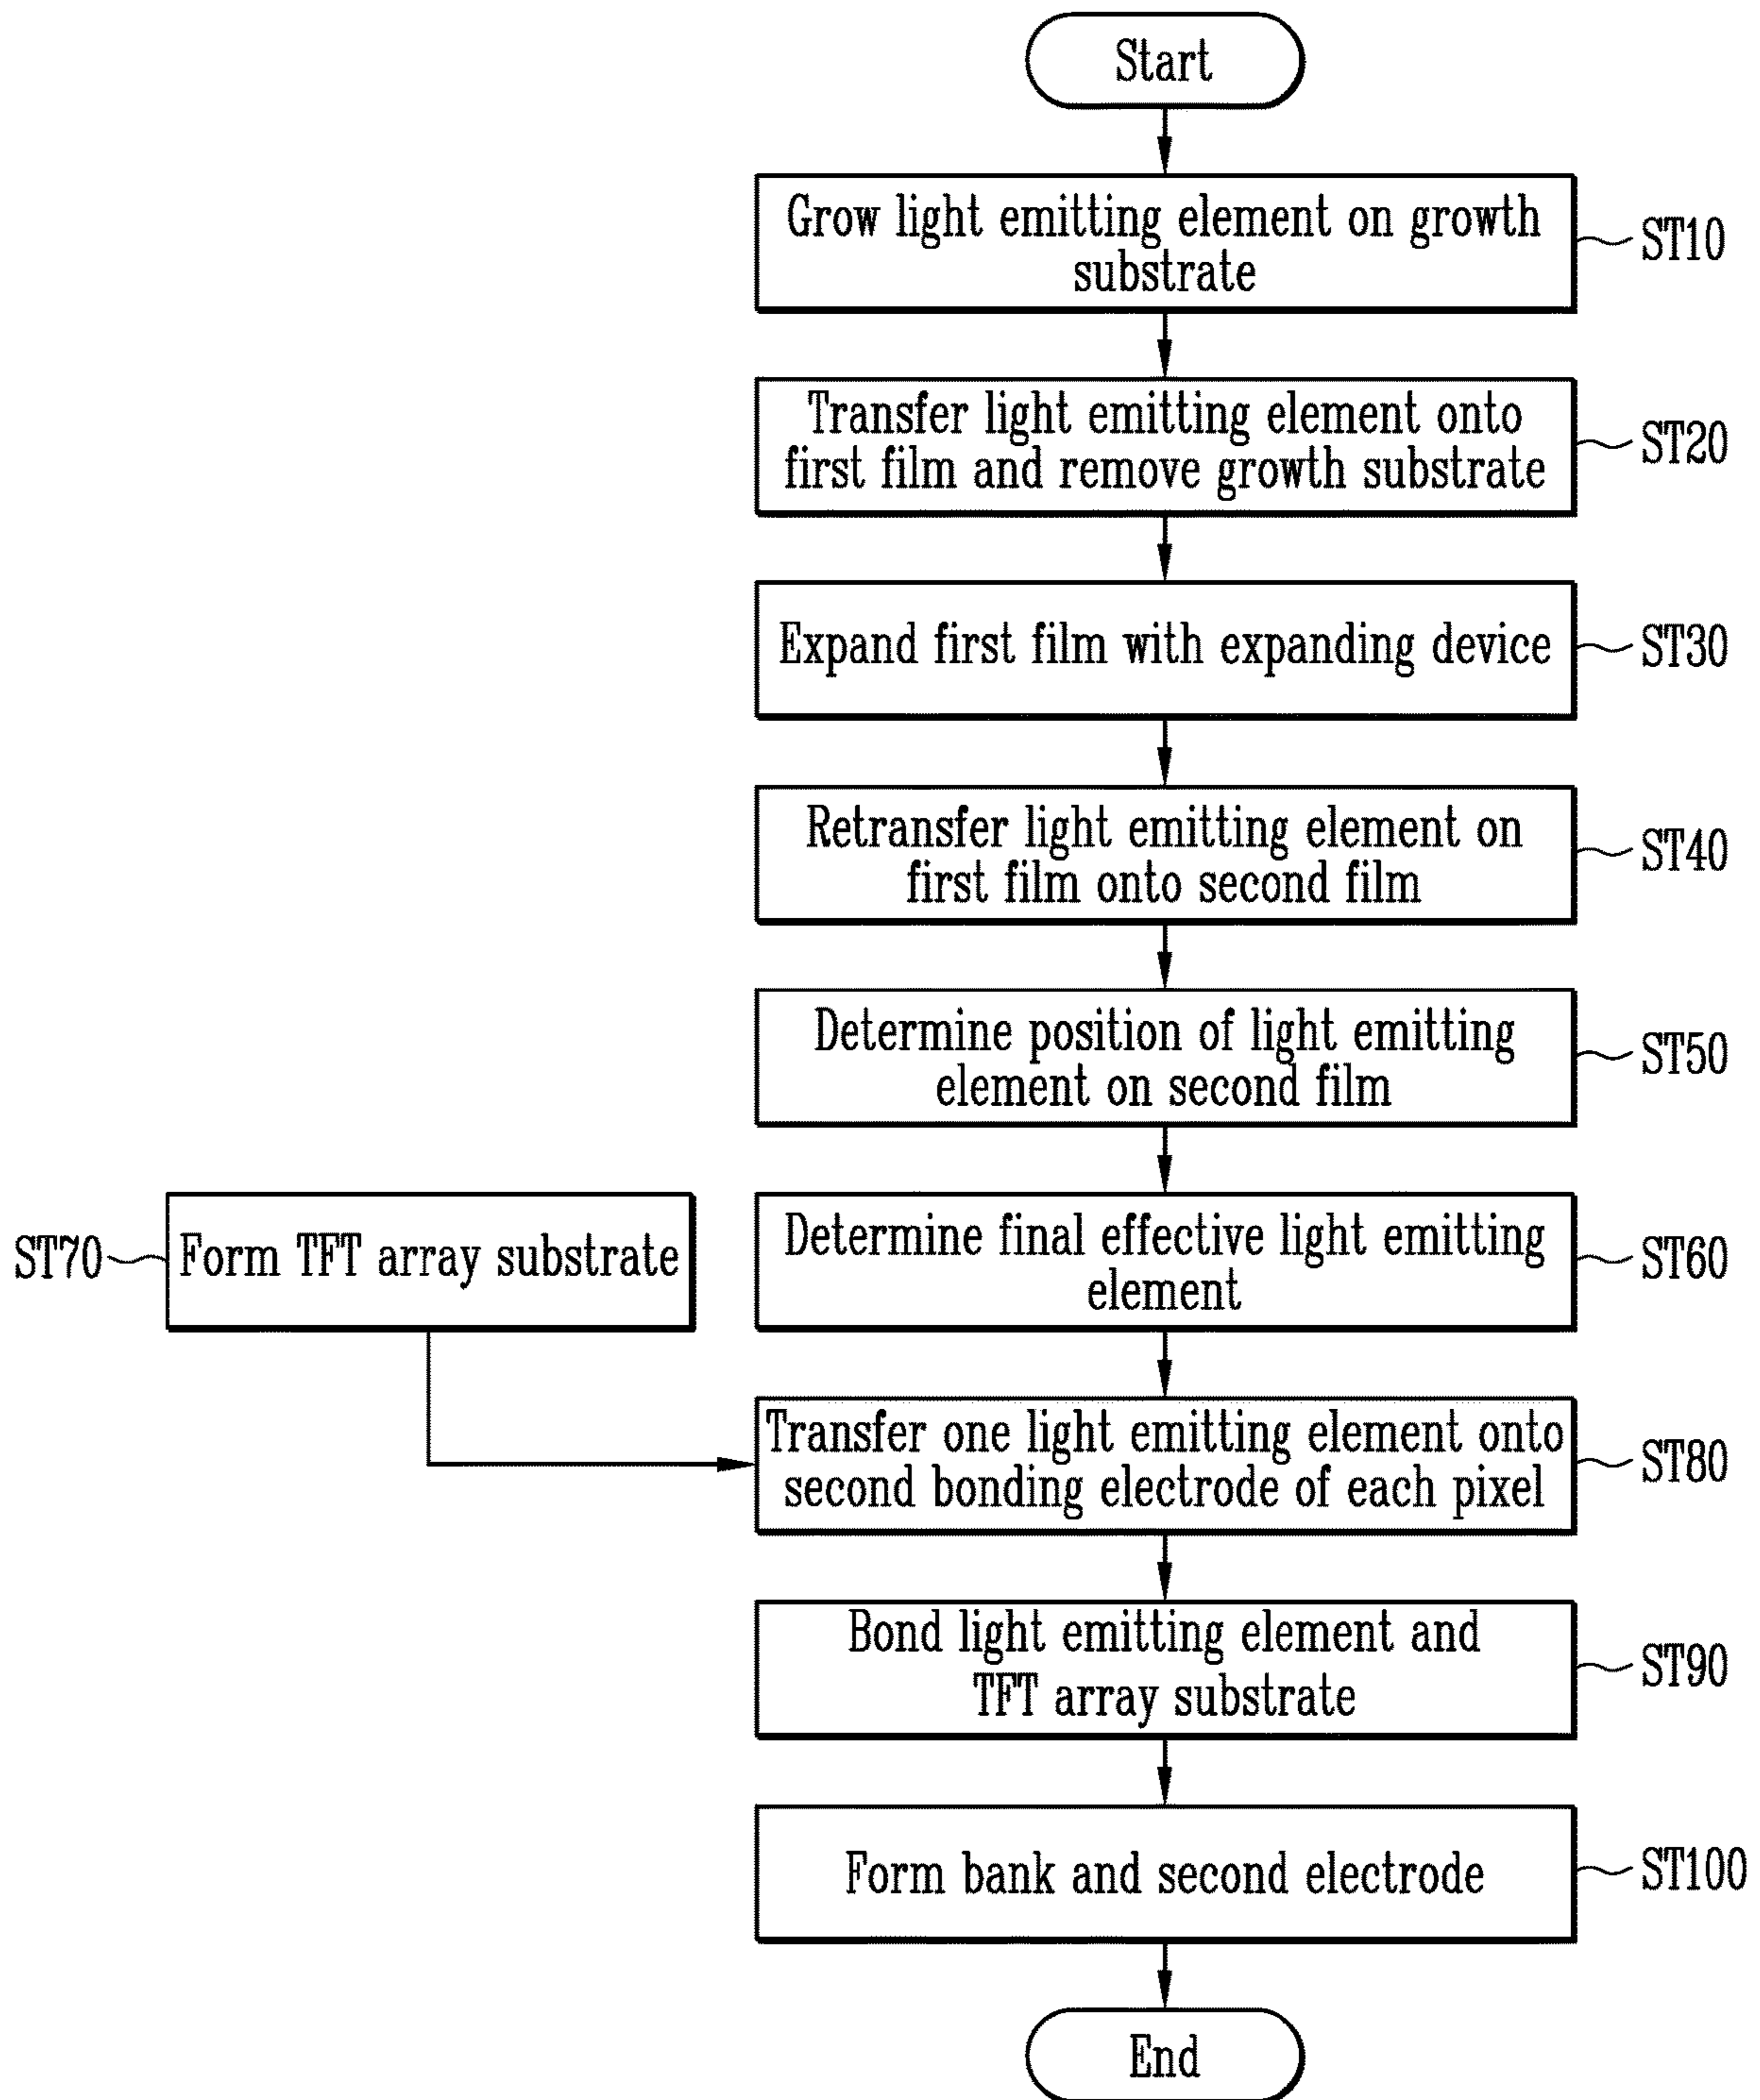 Start
Grow light emitting element on growth
substrate
ST10
Transfer light emitting element onto
first film and remove growth substrate
ST20
Expand first film with expanding device
ST30
Retransfer light emitting element on
first film onto second film
ST40
Determine position of light emitting
element on second film
ST50
ST70
Form TFT array substrate
Determine final effective light emitting
element
ST60
Transfer one light emitting element onto
second bonding electrode of each pixel
ST80
Bond light emitting element and
TFT array substrate
ST90
Form bank and second electrode
ST100
End